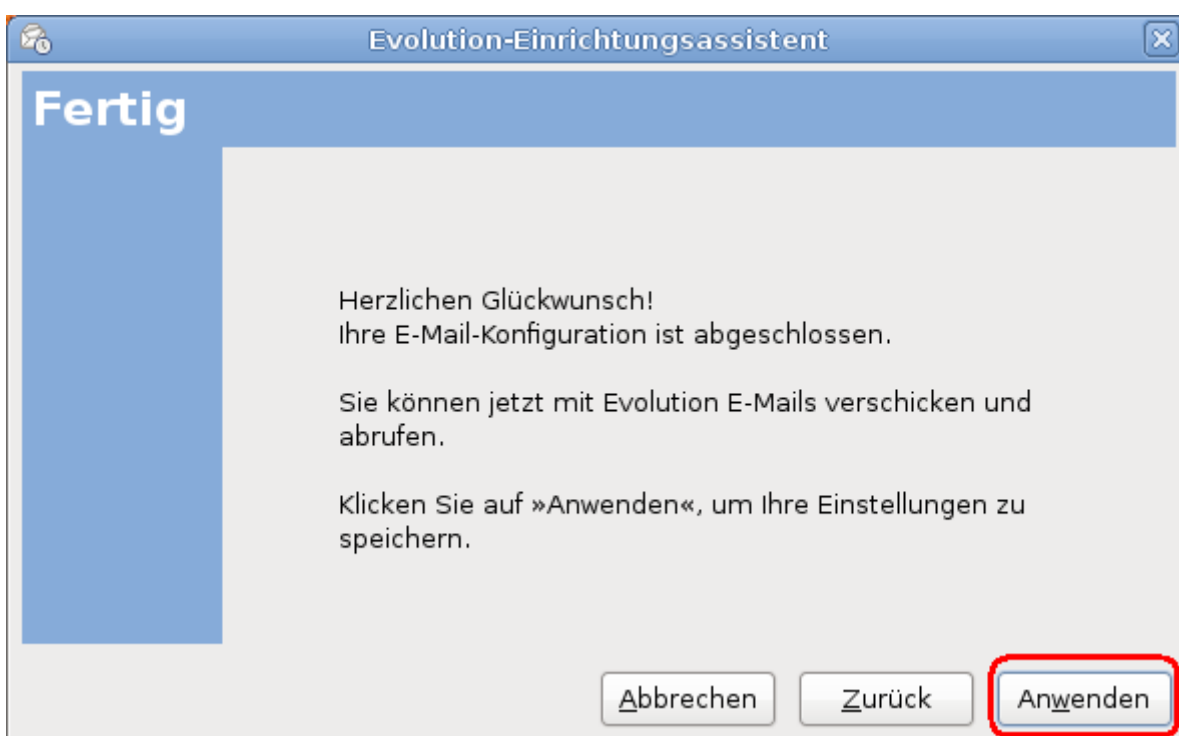 Evolution-Einrichtungsassistent
Fertig
Herzlichen Glückwunsch!
Ihre E-Mail-Konfiguration ist abgeschlossen.
Sie können jetzt mit Evolution E-Mails verschicken und
abrufen.
Klicken Sie auf »Anwenden«, um Ihre Einstellungen zu
speichern.
Abbrechen Zurück Anwenden